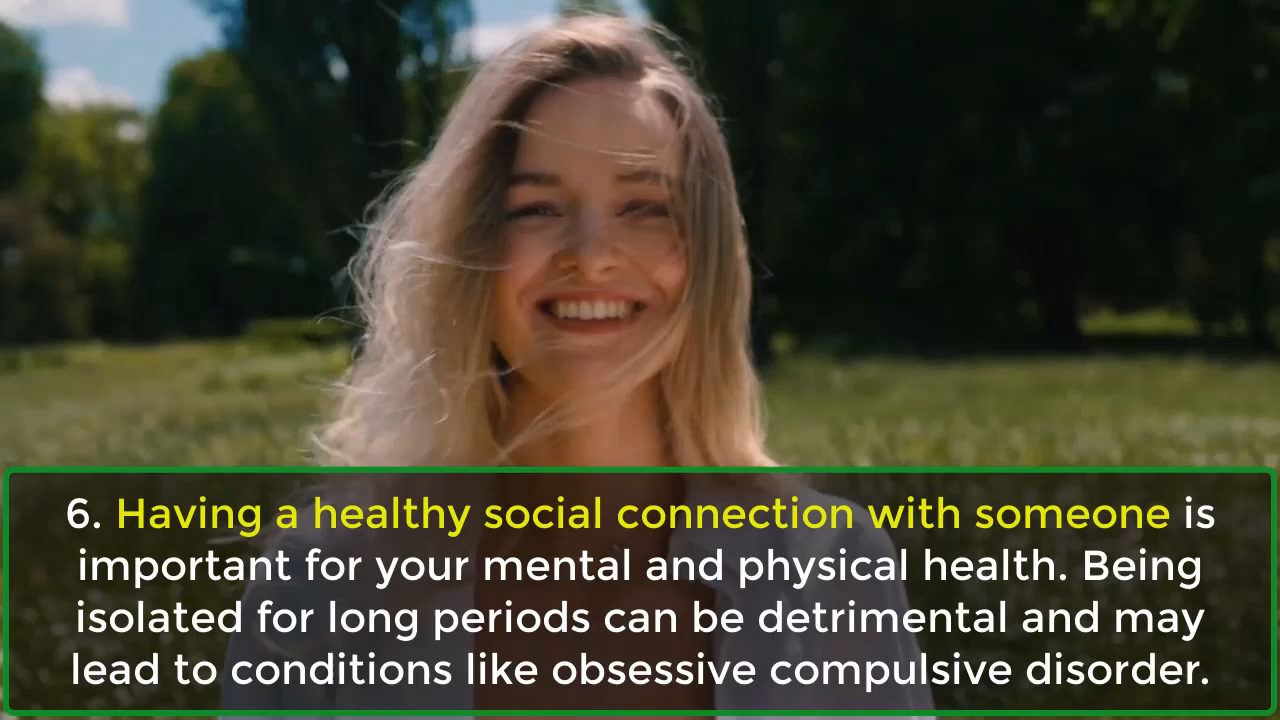 6. Having a healthy social connection with someone is
important for your mental and physical health. Being
isolated for long periods can be detrimental and may
lead to conditions like obsessive compulsive disorder.